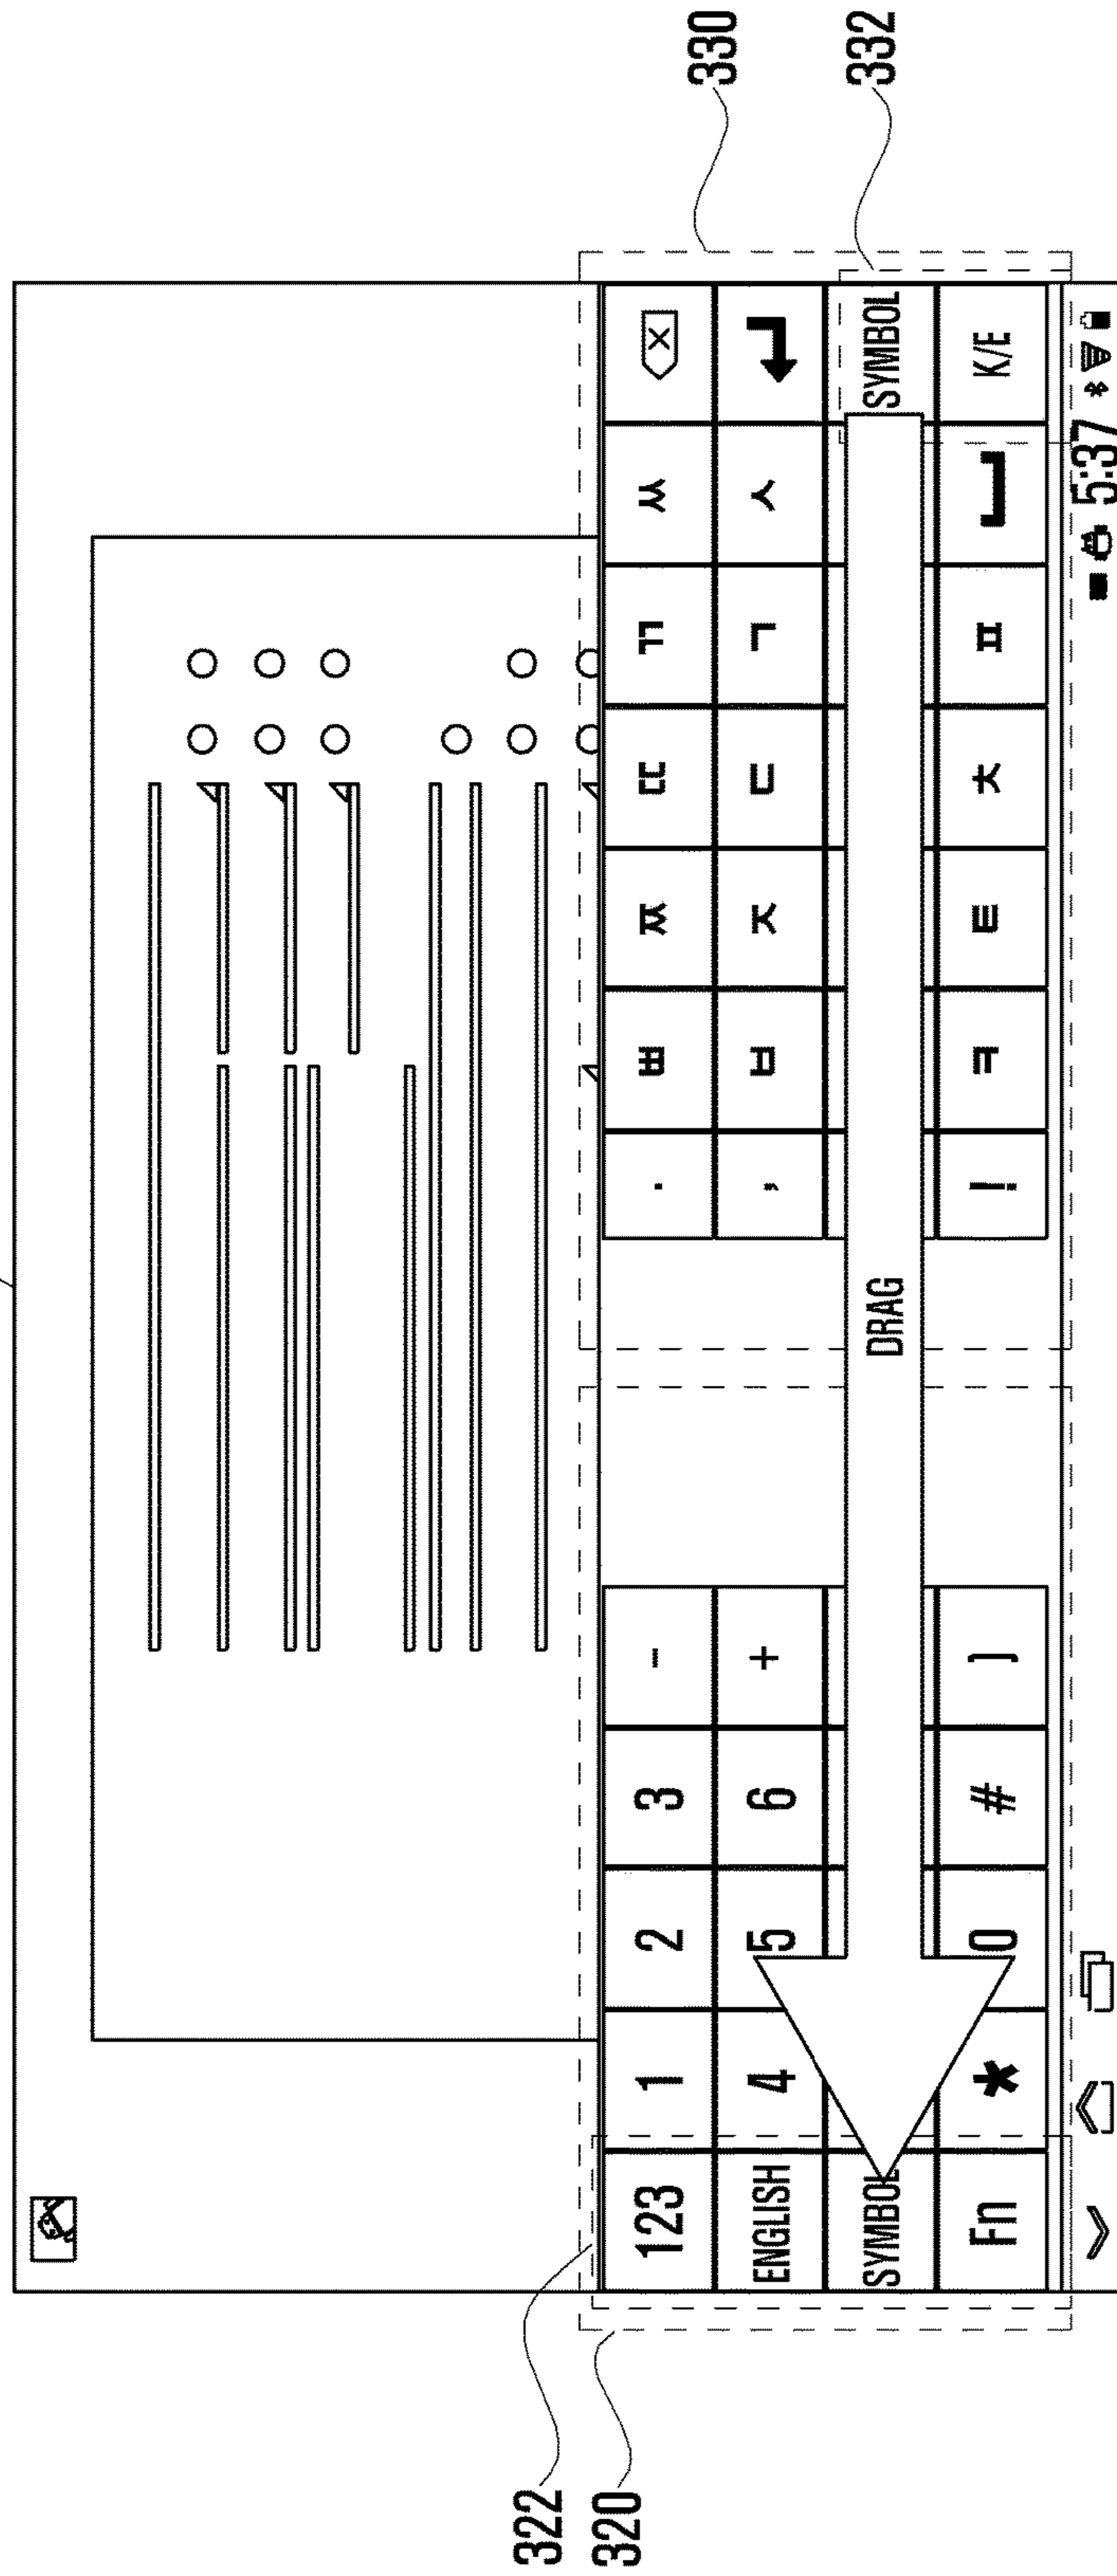 322
320
123 1 2 3 - . ㅃ ㅉ ㄸ ㄲ ㅆ
330
ENGLISH 4 5 6 + , ㅂ ㅈ ㄷ ㄱ ㅅ
SYMBOL DRAG SYMBOL
332
Fn * 0 # ) ! ㅋ ㅌ ㅊ ㅍ K/E
5:37